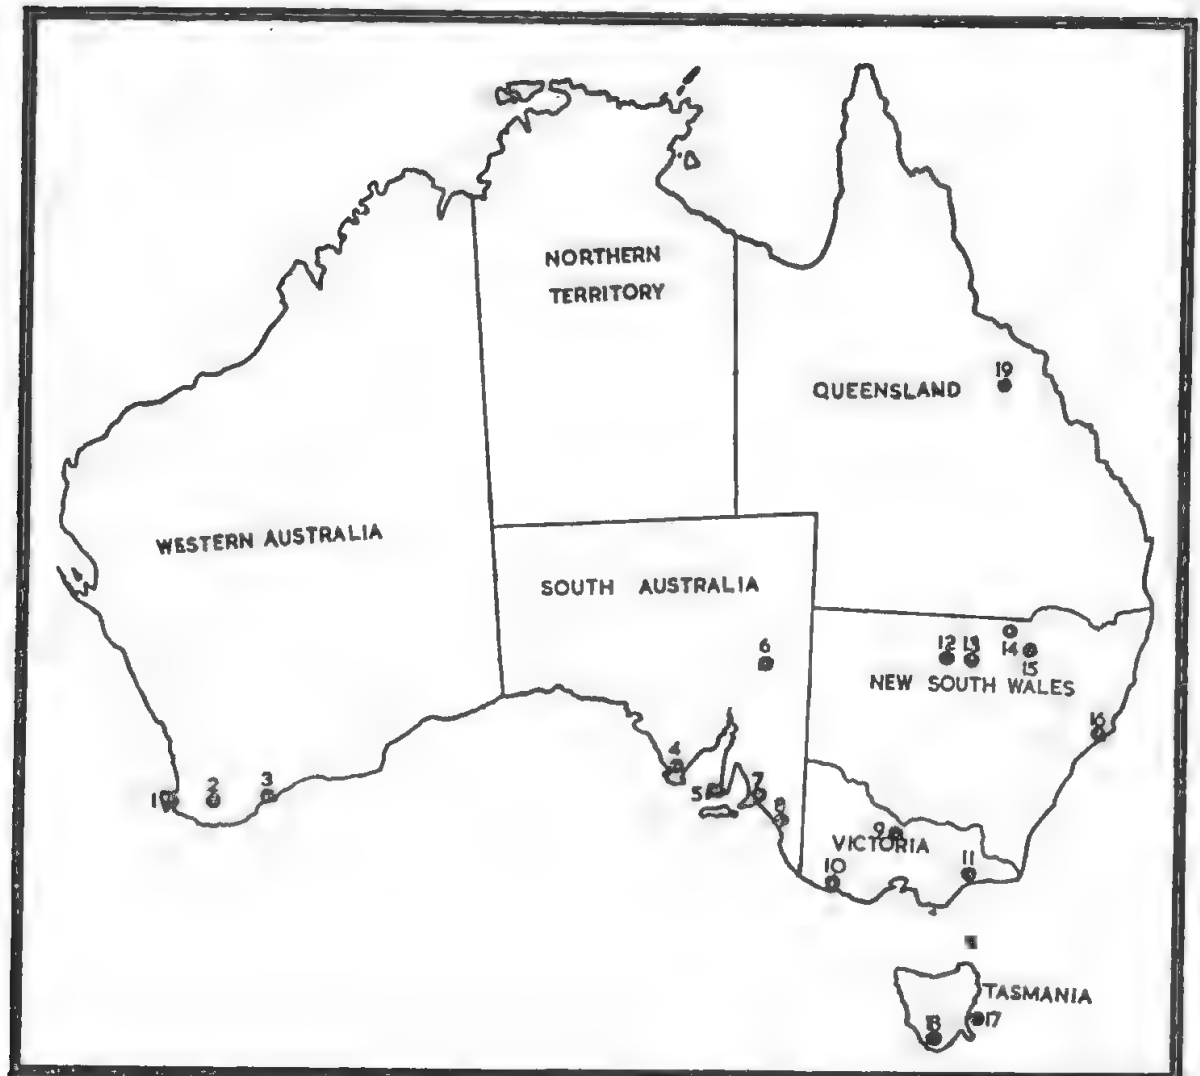 NORTHERN
TERRITORY
19
QUEENSLAND
WESTERN AUSTRALIA
SOUTH AUSTRALIA
6
12 13 14 15
NEW SOUTH WALES
16
4
1 2 3
5 7
8
9
VICTORIA
10 11
TASMANIA
17
18